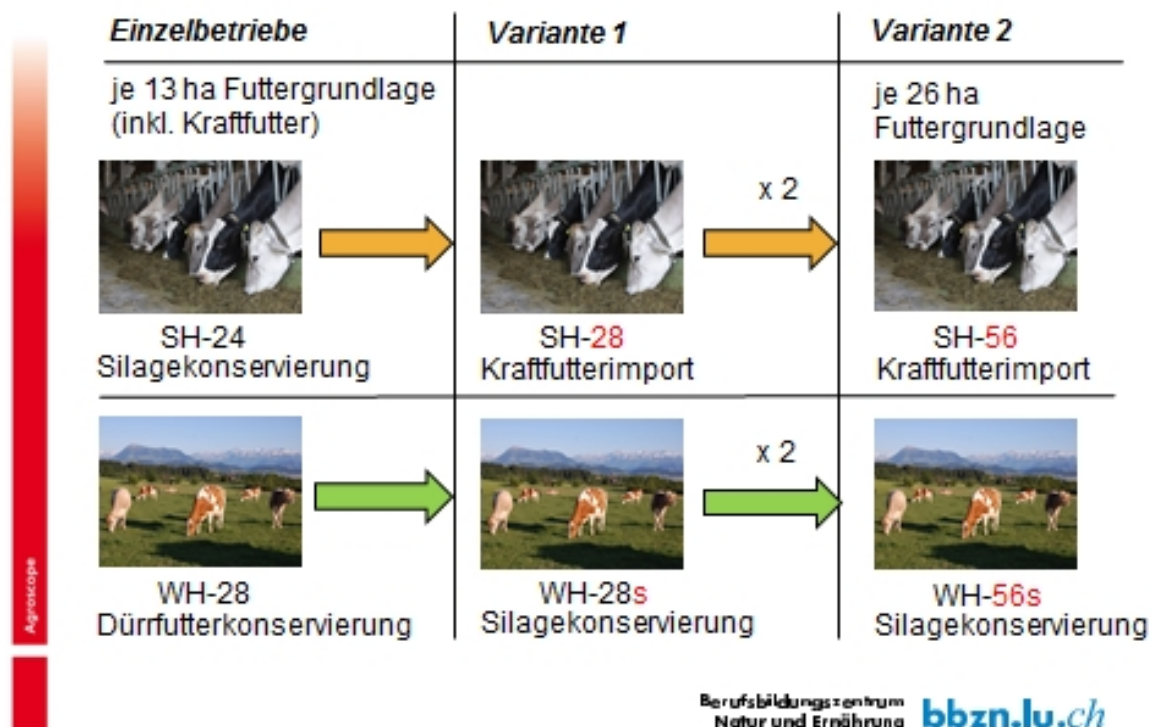 Einzelbetriebe
Variante 1
Variante 2
je 13 ha Futtergrundlage
(inkl. Kraftfutter)
je 26 ha
Futtergrundlage
x 2
SH-24
Silagekonservierung
SH-28
Kraftfutterimport
SH-56
Kraftfutterimport
x 2
WH-28
Dürrfutterkonservierung
WH-28s
Silagekonservierung
WH-56s
Silagekonservierung
Agroscope
Berufsbildungszentrum
Natur und Ernährung
bbzn.lu.ch